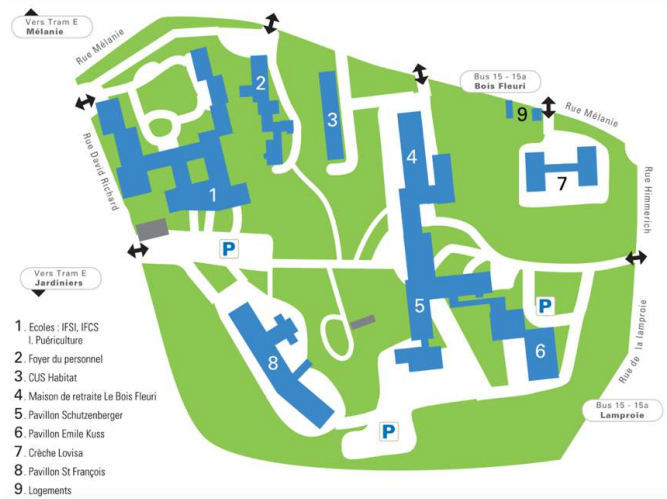 Vers Tram E
Mélanie
Rue Mélanie
Bus 15 - 15a
Bois Fleuri
Rue Mélanie
Rue David Richard
Rue Himmerich
2
3
4
9
7
1
P
Vers Tram E
Jardiniers
5
P
6
8
P
Rue de la lamproie
Bus 15 - 15a
Lamproie
1. Ecoles : IFSI, IFCS
I. Puériculture
2. Foyer du personnel
3. CUS Habitat
4. Maison de retraite Le Bois Fleuri
5. Pavillon Schutzenberger
6. Pavillon Emile Kuss
7. Crèche Lovisa
8. Pavillon St François
9. Logements